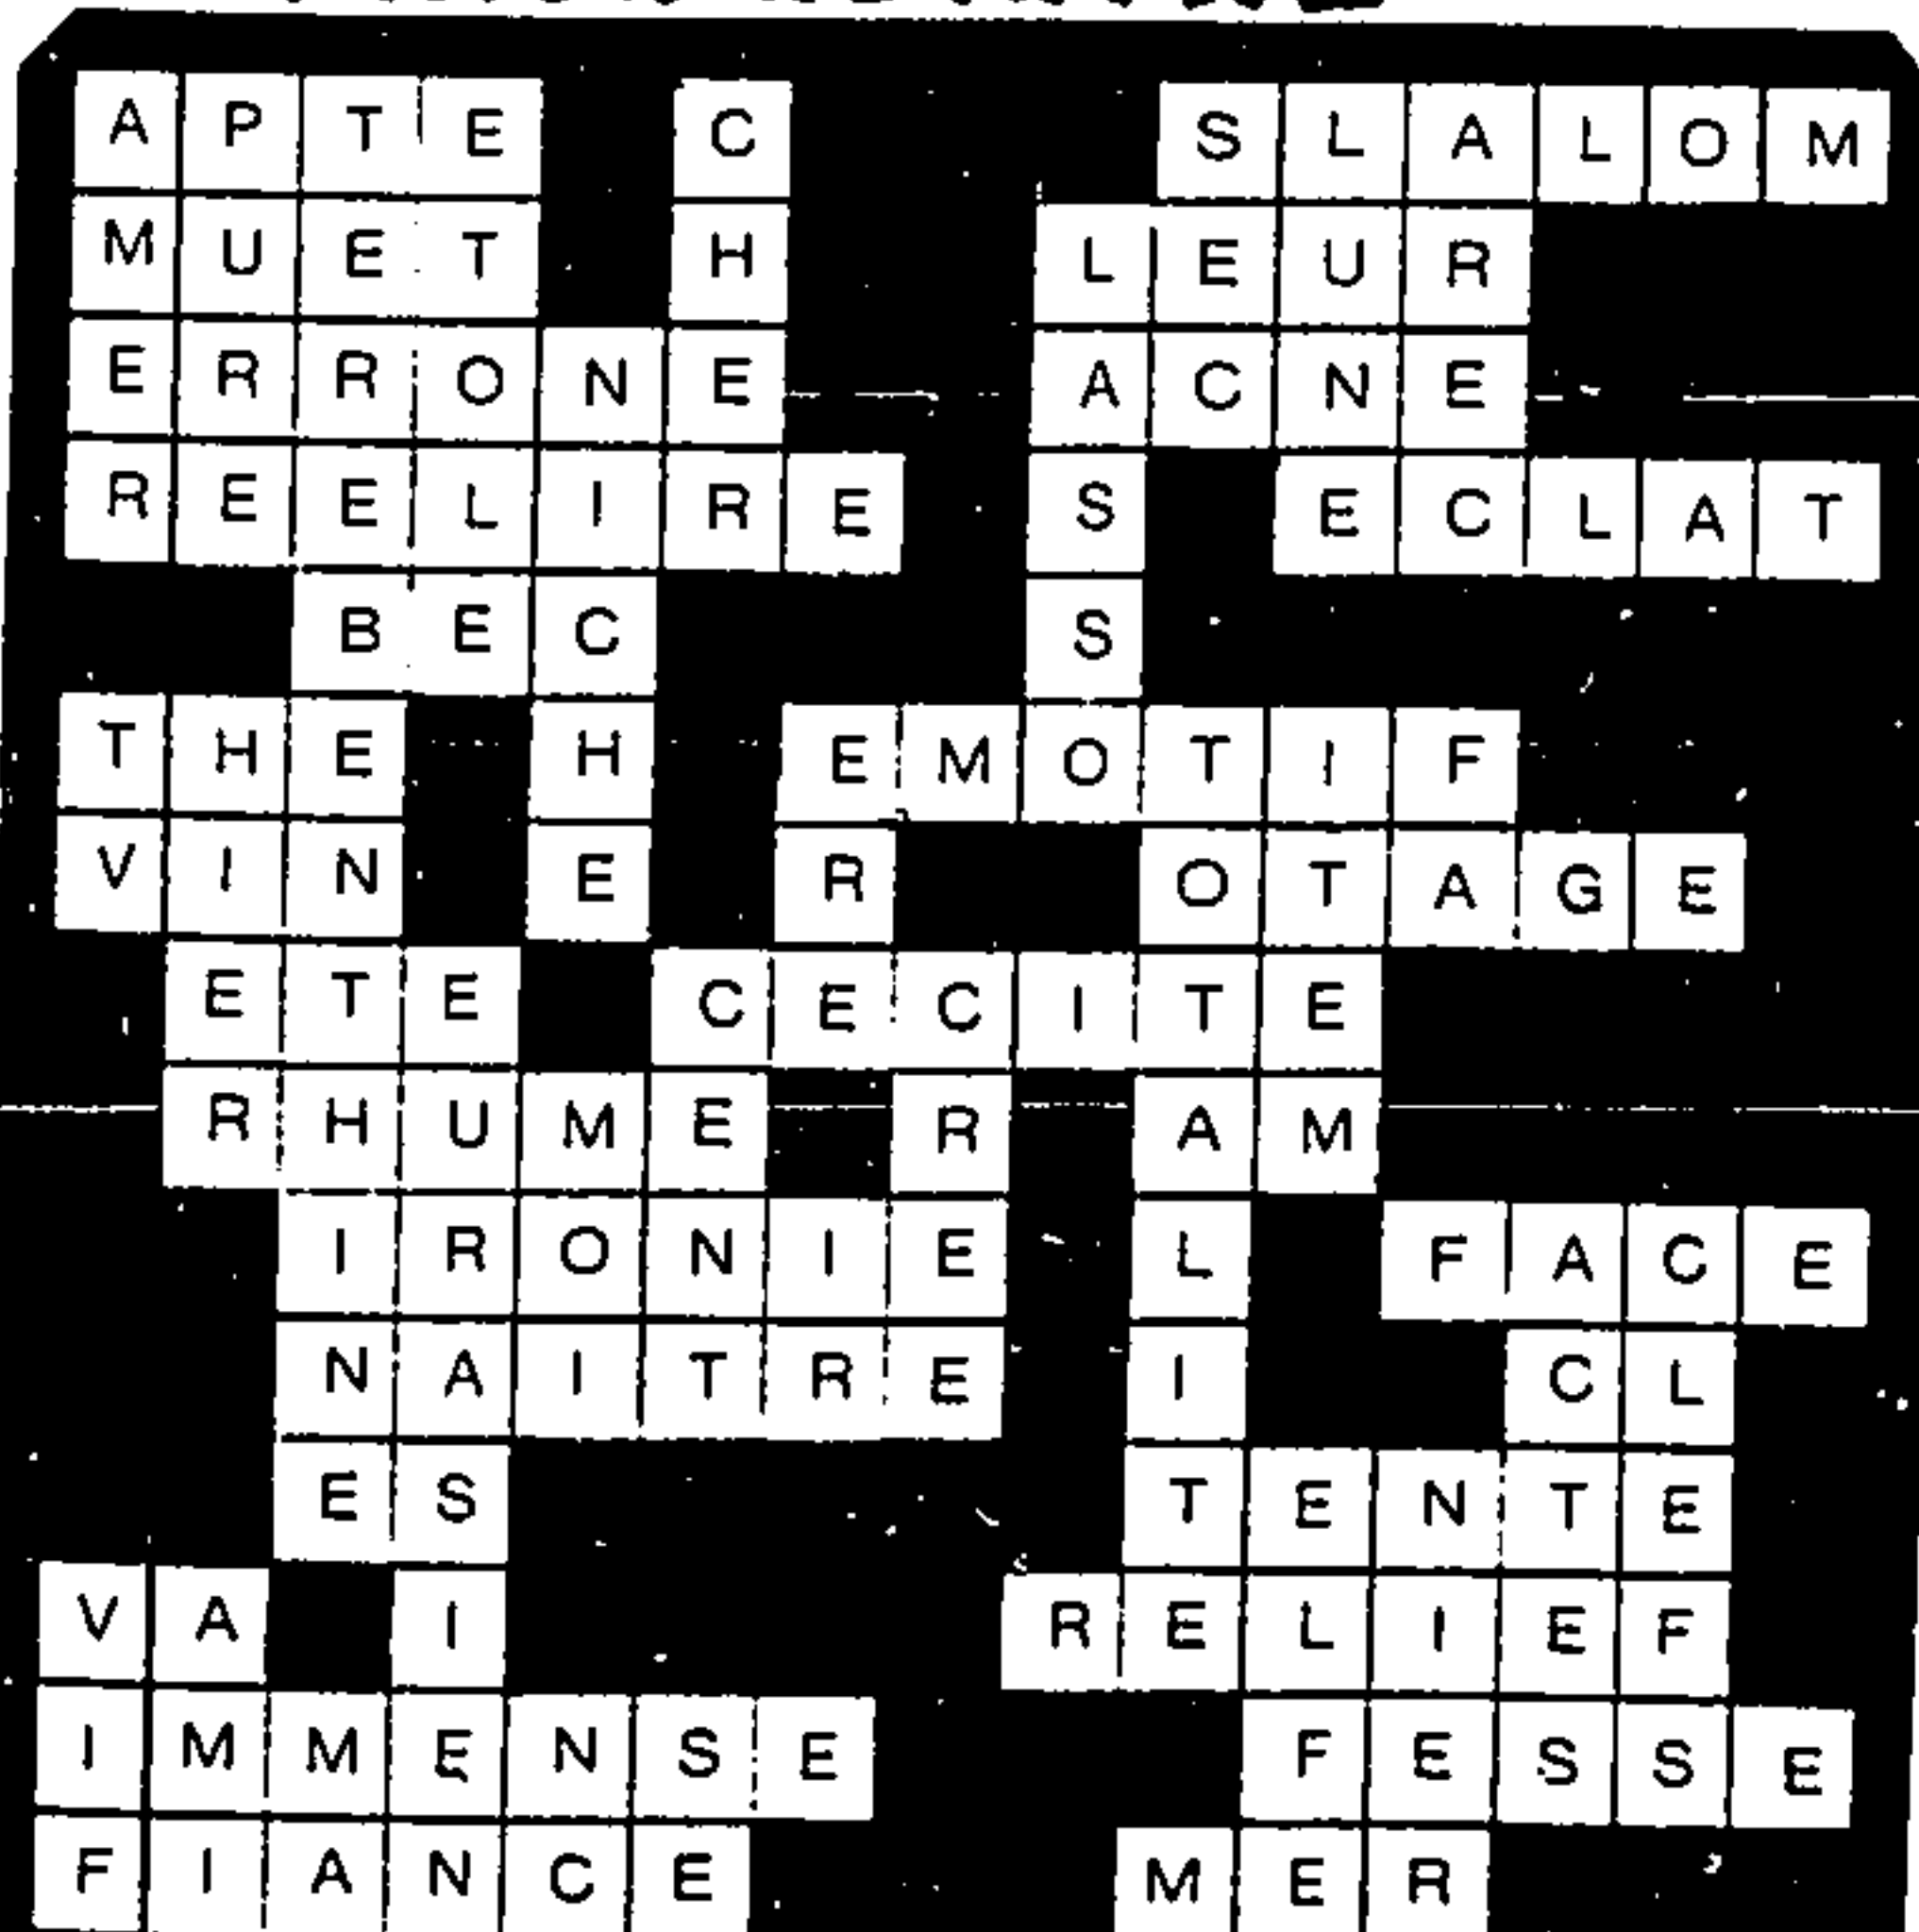 APTE C SLALOM
MUET H LEUR
ERRONE ACNE
REELIRE S ECLAT
BEC S
THE H EMOTIF
VIN E R OTAGE
ETE CECITE
RHUME R AM
IRONIE L FACE
NAITRE I CL
ES TENTE
VA I RELIEF
IMMENSE FESSE
FIANCE MER